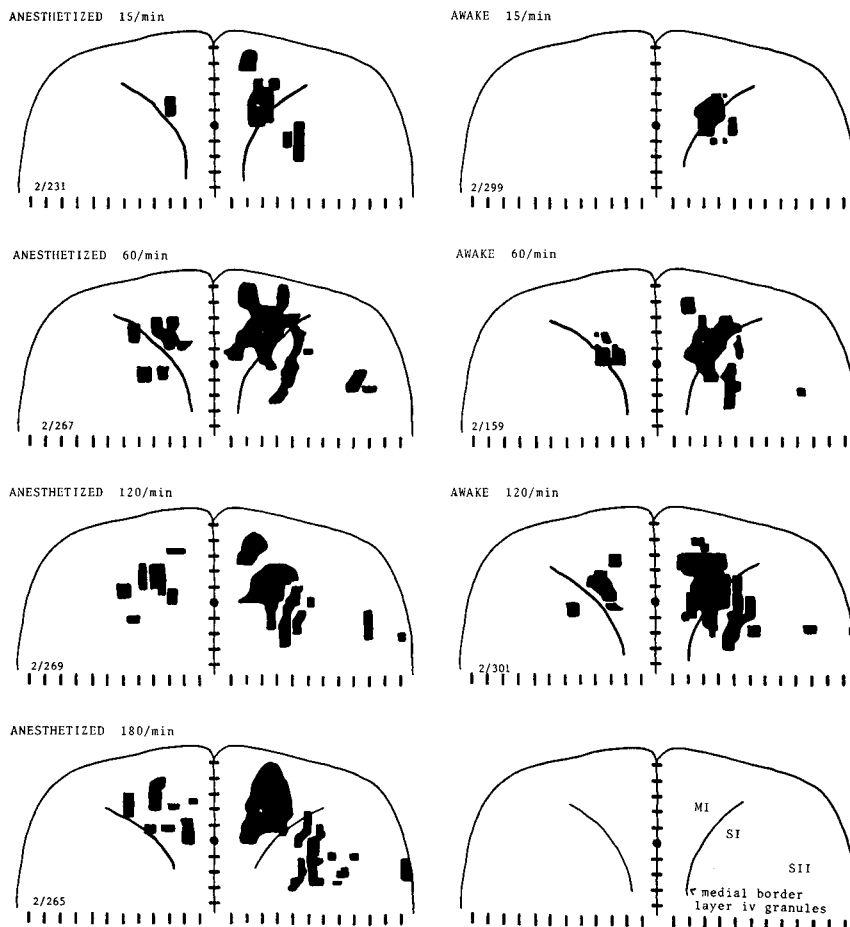 ANESTHETIZED 15/min
AWAKE 15/min
2/231
2/299
ANESTHETIZED 60/min
AWAKE 60/min
2/267
2/159
ANESTHETIZED 120/min
AWAKE 120/min
2/269
2/301
ANESTHETIZED 180/min
MI
SI
SII
2/265
medial border
layer iv granules